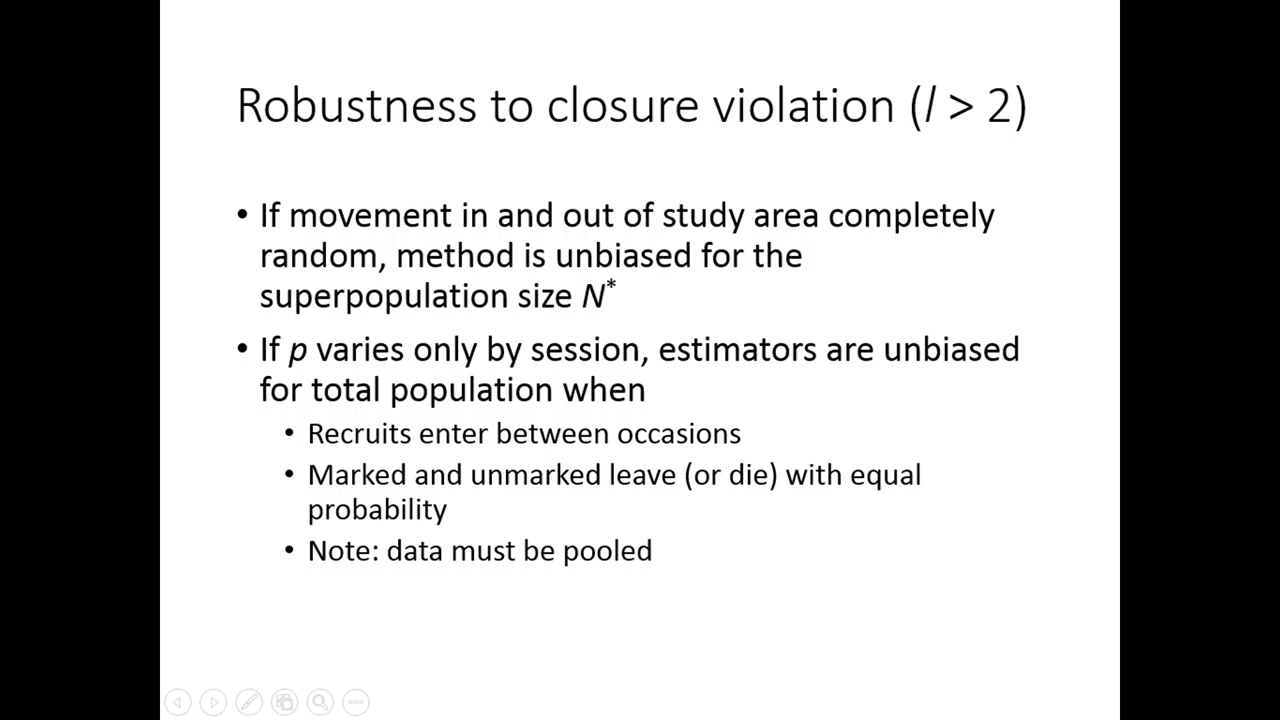 Robustness to closure violation (l > 2)
• If movement in and out of study area completely
random, method is unbiased for the
superpopulation size N*
• If p varies only by session, estimators are unbiased
for total population when
• Recruits enter between occasions
• Marked and unmarked leave (or die) with equal
probability
• Note: data must be pooled